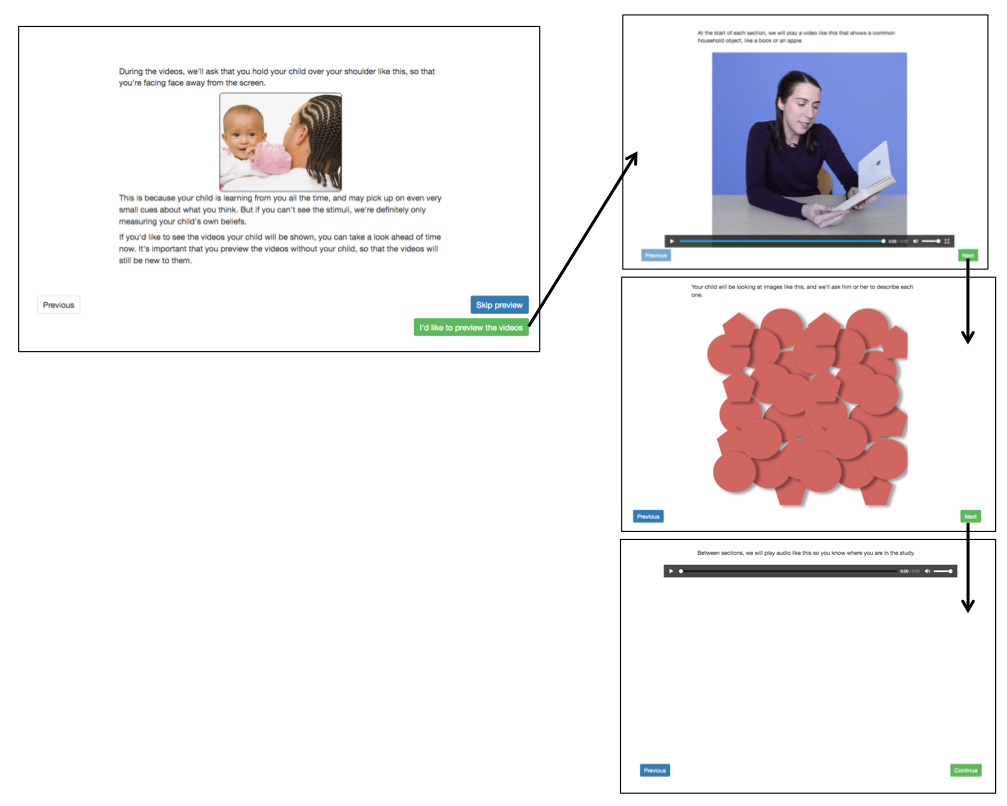 During the videos, we'll ask that you hold your child over your shoulder like this, so that
you're facing face away from the screen.
This is because your child is learning from you all the time, and may pick up on even very
small cues about what you think. But if you can't see the stimuli, we're definitely only
measuring your child's own beliefs.
If you'd like to see the videos your child will be shown, you can take a look ahead of time
now. It's important that you preview the videos without your child, so that the videos will
still be new to them.
Previous
Skip preview
I'd like to preview the videos
At the start of each section, we will play a video like this that shows a common
household object, like a book or an apple.
Previous
Next
Your child will be looking at images like this, and we'll ask him or her to describe each
one.
Previous
Next
Between sections, we will play audio like this so you know where you are in the study.
0:00
Previous
Continue